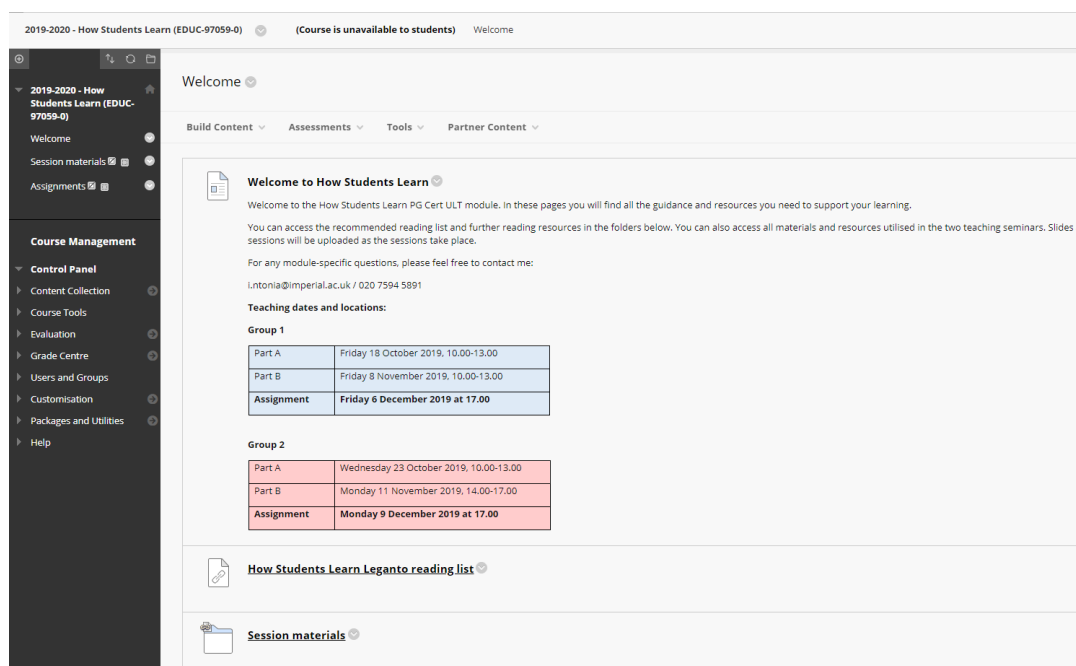 2019-2020 - How Students Learn (EDUC-97059-0)
(Course is unavailable to students)
Welcome
2019-2020 - How
Students Learn (EDUC-
97059-0)
Welcome
Session materials
Assignments
Course Management
Control Panel
Content Collection
Course Tools
Evaluation
Grade Centre
Users and Groups
Customisation
Packages and Utilities
Help
Welcome
Build Content
Assessments
Tools
Partner Content
Welcome to How Students Learn
Welcome to the How Students Learn PG Cert ULT module. In these pages you will find all the guidance and resources you need to support your learning.
You can access the recommended reading list and further reading resources in the folders below. You can also access all materials and resources utilised in the two teaching seminars. Slides
sessions will be uploaded as the sessions take place.
For any module-specific questions, please feel free to contact me:
i.ntonia@imperial.ac.uk / 020 7594 5891
Teaching dates and locations:
Group 1
Part A Friday 18 October 2019, 10.00-13.00
Part B Friday 8 November 2019, 10.00-13.00
Assignment Friday 6 December 2019 at 17.00
Group 2
Part A Wednesday 23 October 2019, 10.00-13.00
Part B Monday 11 November 2019, 14.00-17.00
Assignment Monday 9 December 2019 at 17.00
How Students Learn Leganto reading list
Session materials